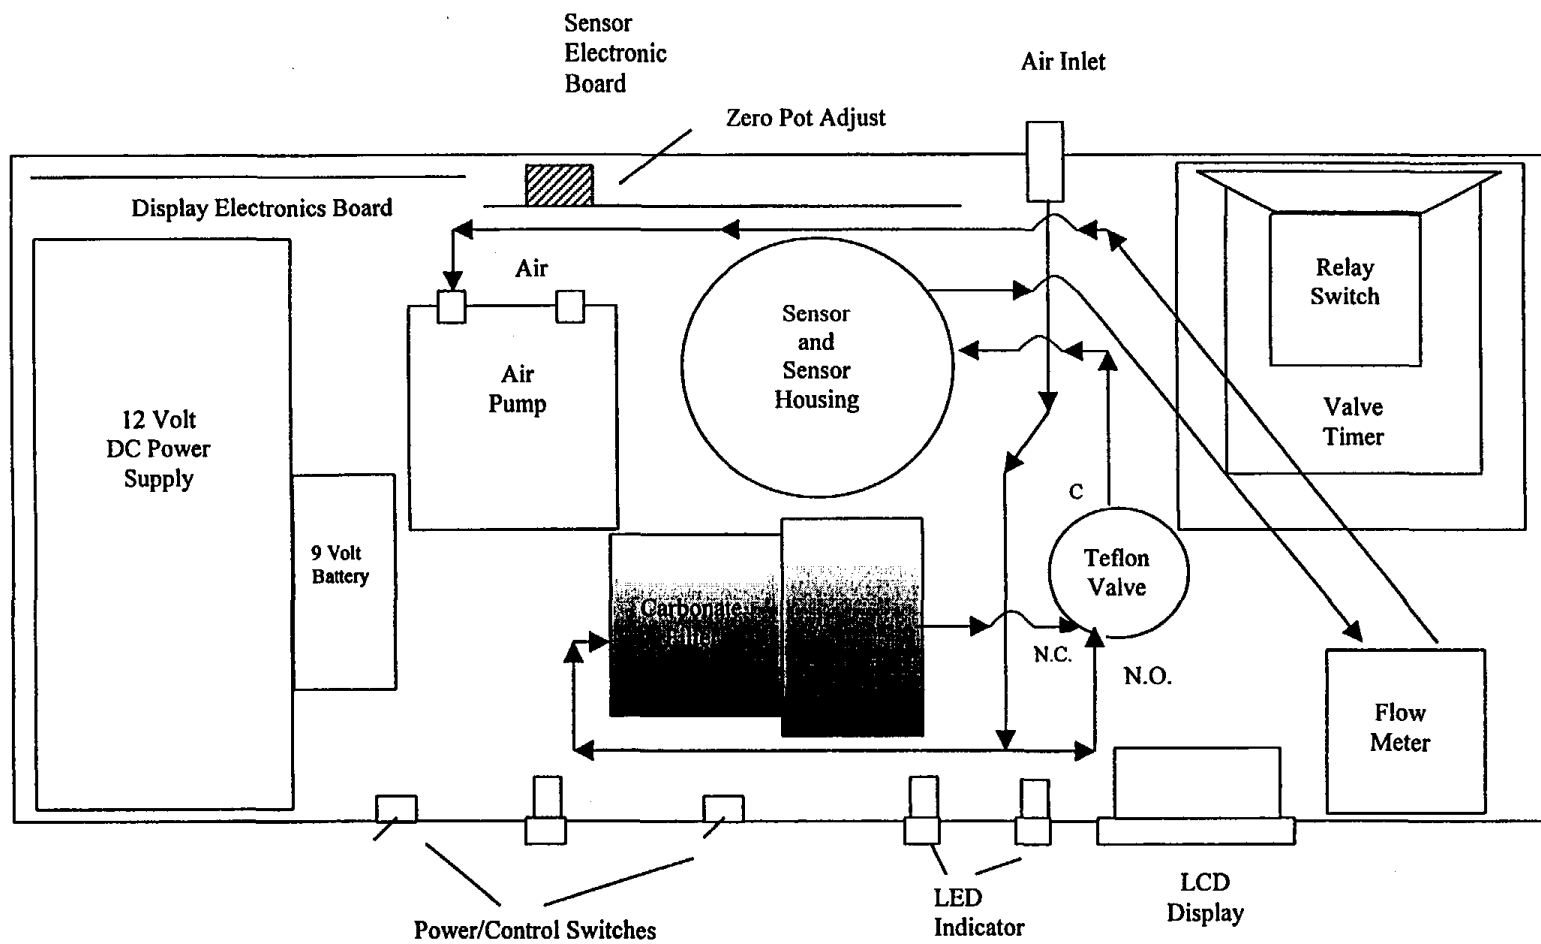 Sensor
Electronic
Board
Air Inlet
Zero Pot Adjust
Display Electronics Board
Air
Relay
Switch
Sensor
and
Sensor
Housing
Air
Pump
12 Volt
DC Power
Supply
Valve
Timer
C
9 Volt
Battery
Teflon
Valve
Carbonate
N.C.
N.O.
Flow
Meter
LED
Indicator
LCD
Display
Power/Control Switches